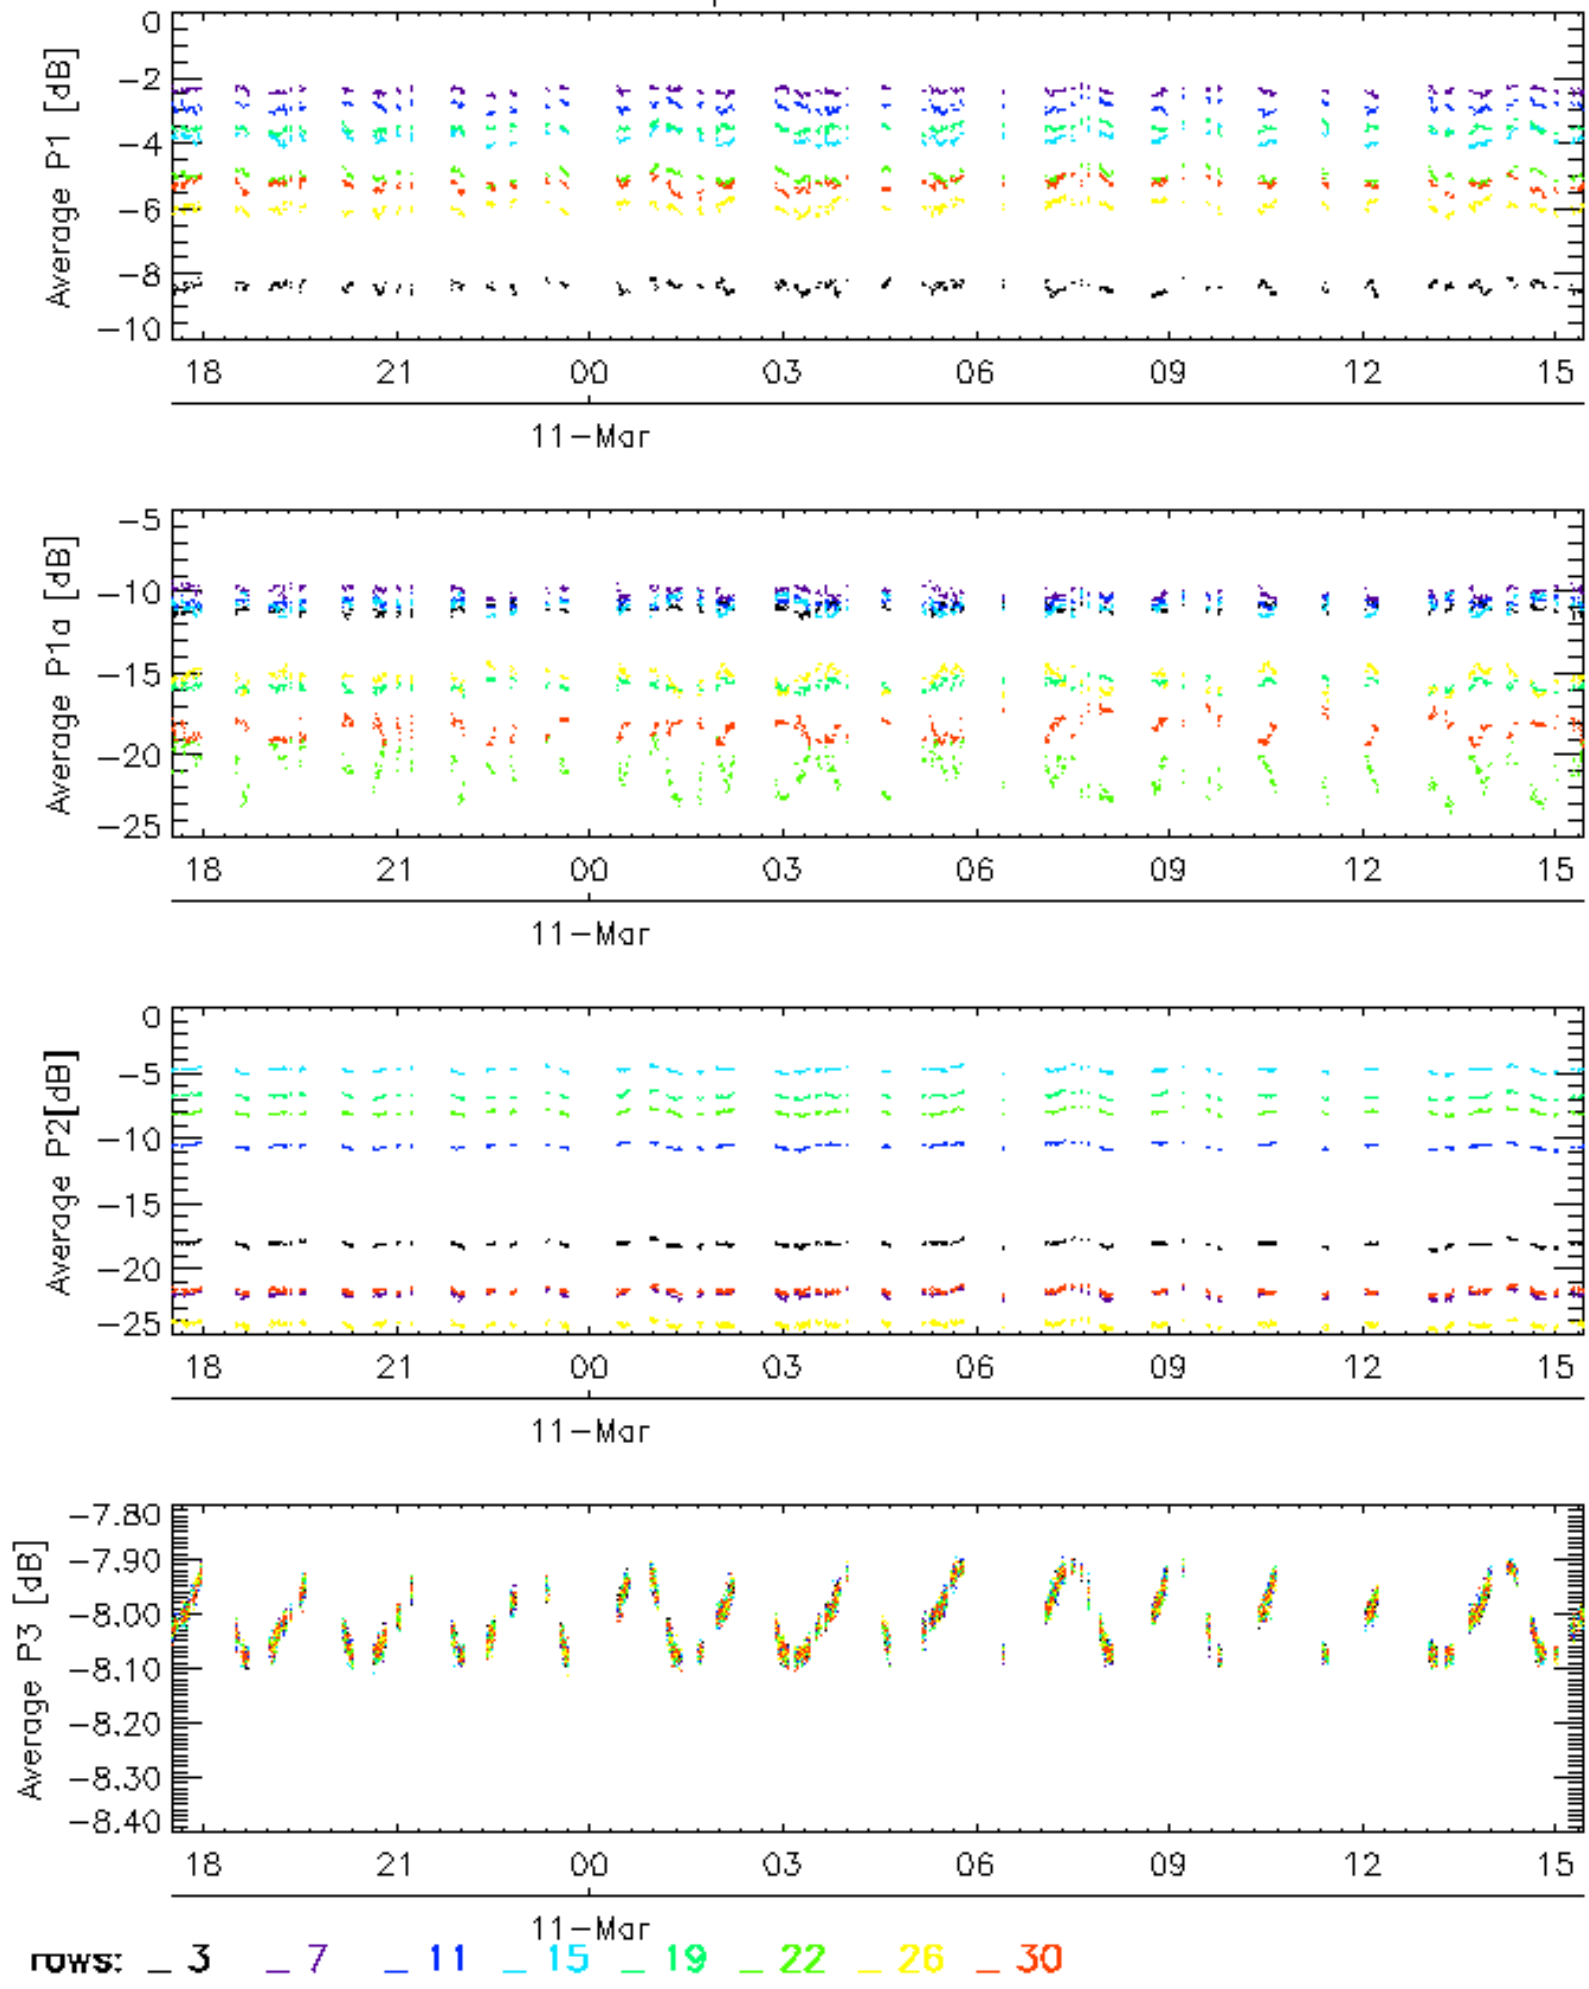 0
−2
−4
−6
−8
−10
Average P1 [dB]
18 21 00 03 06 09 12 15
11−Mar
−5
−10
−15
−20
−25
Average P1a [dB]
18 21 00 03 06 09 12 15
11−Mar
0
−5
−10
−15
−20
−25
Average P2[dB]
18 21 00 03 06 09 12 15
11−Mar
−7.80
−7.90
−8.00
−8.10
−8.20
−8.30
−8.40
Average P3 [dB]
18 21 00 03 06 09 12 15
11−Mar
rows: _ 3 _ 7 _ 11 _ 15 _ 19 _ 22 _ 26 _ 30